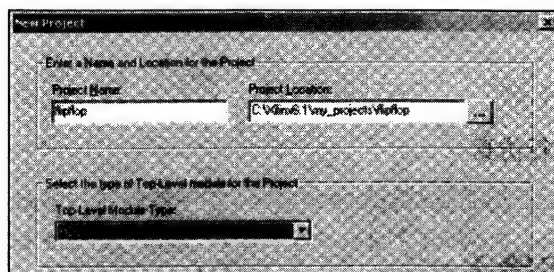 New Project
Enter a Name and Location for the Project
Project Name:
Project Location:
flipflop
C:\Xilinx6.1\my_projects\flipflop
...
Select the type of Top-Level module for the Project
Top-Level Module Type: